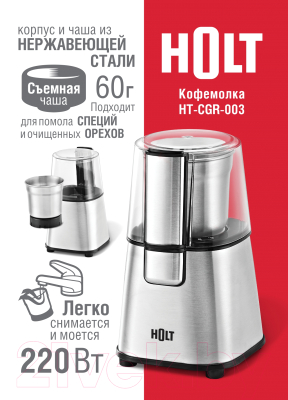 корпус и чаша из
НЕРЖАВЕЮЩЕЙ
СТАЛИ
Съемная
чаша
60г
Подходит
для помола СПЕЦИЙ
и очищенных ОРЕХОВ
Легко
снимается
и моется
220 Вт
HOLT
Кофемолка
HT-CGR-003
HOLT